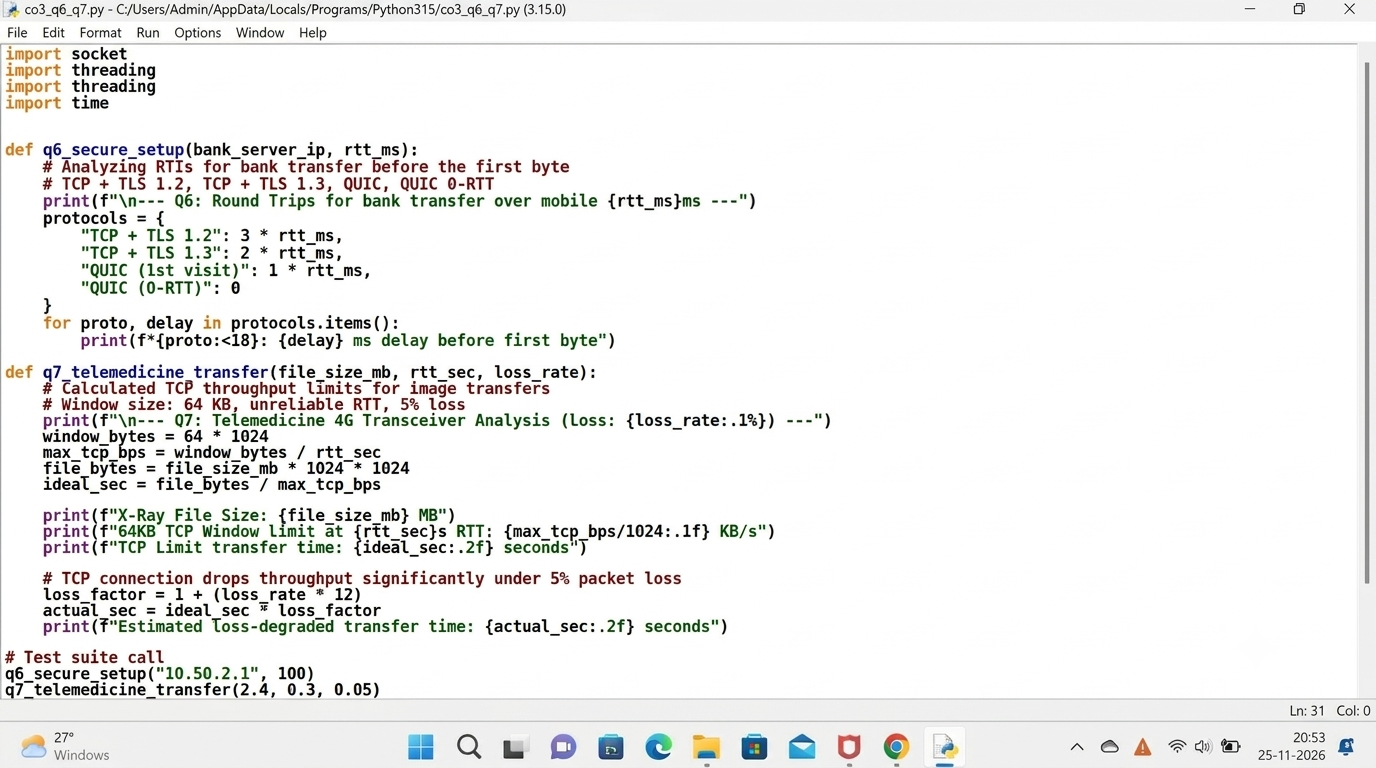 co3_q6_q7.py - C:/Users/Admin/AppData/Locals/Programs/Python315/co3_q6_q7.py (3.15.0)
File Edit Format Run Options Window Help
import socket
import threading
import threading
import time
def q6_secure_setup(bank_server_ip, rtt_ms):
    # Analyzing RTIs for bank transfer before the first byte
    # TCP + TLS 1.2, TCP + TLS 1.3, QUIC, QUIC 0-RTT
    print(f"\n--- Q6: Round Trips for bank transfer over mobile {rtt_ms}ms ---")
    protocols = {
        "TCP + TLS 1.2": 3 * rtt_ms,
        "TCP + TLS 1.3": 2 * rtt_ms,
        "QUIC (1st visit)": 1 * rtt_ms,
        "QUIC (0-RTT)": 0
    }
    for proto, delay in protocols.items():
        print(f*{proto:<18}: {delay} ms delay before first byte")
def q7_telemedicine_transfer(file_size_mb, rtt_sec, loss_rate):
    # Calculated TCP throughput limits for image transfers
    # Window size: 64 KB, unreliable RTT, 5% loss
    print(f"\n--- Q7: Telemedicine 4G Transceiver Analysis (loss: {loss_rate:.1%}) ---")
    window_bytes = 64 * 1024
    max_tcp_bps = window_bytes / rtt_sec
    file_bytes = file_size_mb * 1024 * 1024
    ideal_sec = file_bytes / max_tcp_bps
    print(f"X-Ray File Size: {file_size_mb} MB")
    print(f"64KB TCP Window Limit at {rtt_sec}s RTT: {max_tcp_bps/1024:.1f} KB/s")
    print(f"TCP Limit transfer time: {ideal_sec:.2f} seconds")
    # TCP connection drops throughput significantly under 5% packet loss
    loss_factor = 1 + (loss_rate * 12)
    actual_sec = ideal_sec * loss_factor
    print(f"Estimated loss-degraded transfer time: {actual_sec:.2f} seconds")
# Test suite call
q6_secure_setup("10.50.2.1", 100)
q7_telemedicine_transfer(2.4, 0.3, 0.05)
Ln: 31 Col: 0
27°
Windows
20:53
25-11-2026